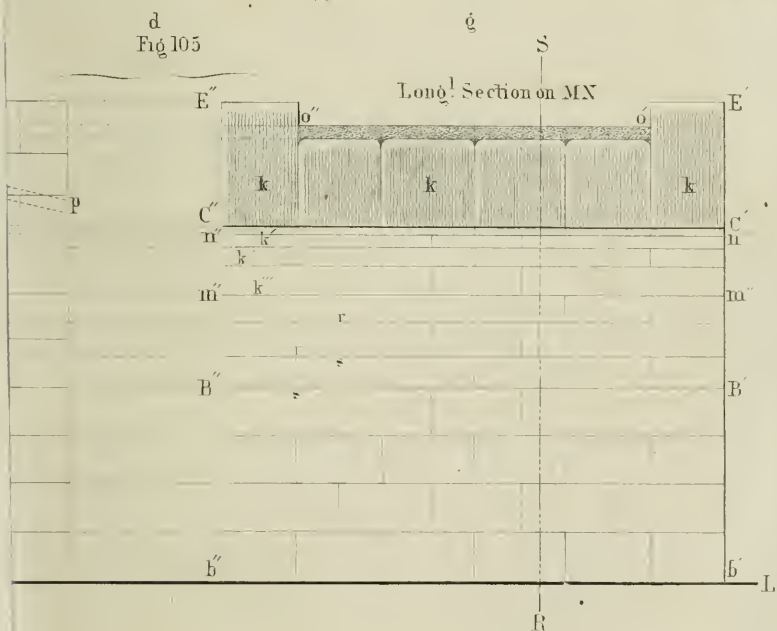 d
g
Fig 105
S
Long.l Section on MN
E″
E′
o″
o′
k
k
k
p
C″
C′
n″
k′
n′
k″
m″
k‴
m″
r
r
s
B″
B′
s
b″
b′
L
R